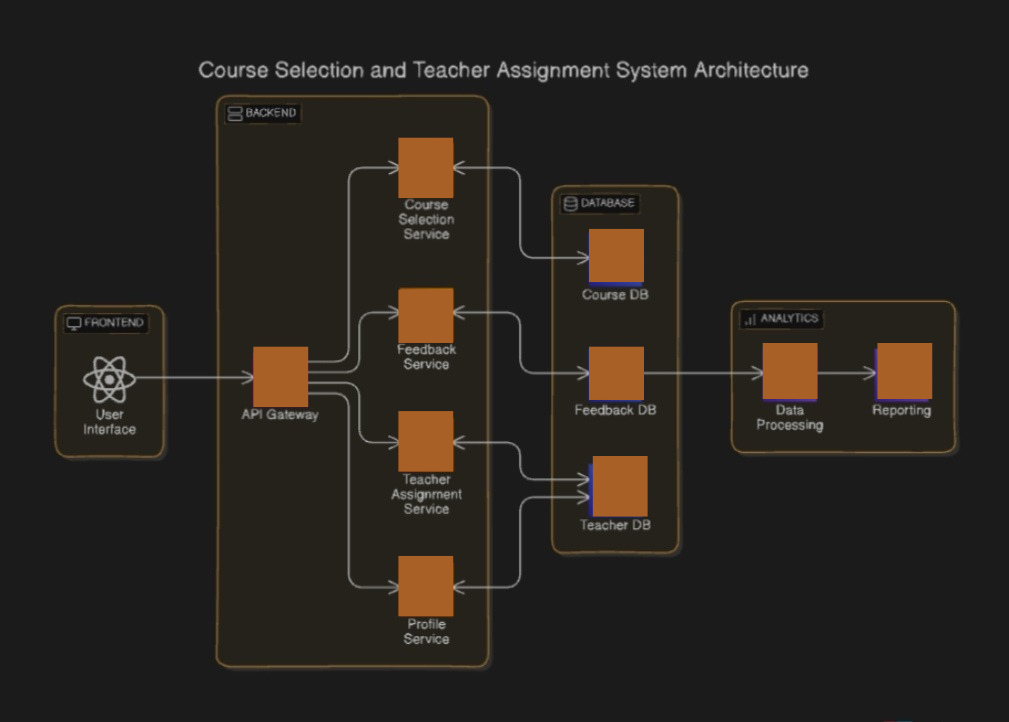 Course Selection and Teacher Assignment System Architecture
BACKEND
Course
Selection
Service
DATABASE
Course DB
Feedback
Service
FRONTEND
User
Interface
API Gateway
Feedback DB
ANALYTICS
Data
Processing
Reporting
Teacher
Assignment
Service
Teacher DB
Profile
Service